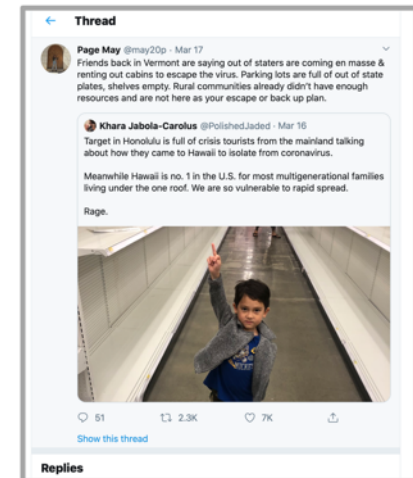 Thread
Page May @may20p · Mar 17
Friends back in Vermont are saying out of staters are coming en masse &
renting out cabins to escape the virus. Parking lots are full of out of state
plates, shelves empty. Rural communities already didn't have enough
resources and are not here as your escape or back up plan.
Khara Jabola-Carolus @PolishedJaded · Mar 16
Target in Honolulu is full of crisis tourists from the mainland talking
about how they came to Hawaii to isolate from coronavirus.
Meanwhile Hawaii is no. 1 in the U.S. for most multigenerational families
living under the one roof. We are so vulnerable to rapid spread.
Rage.
51 2.3K 7K
Show this thread
Replies